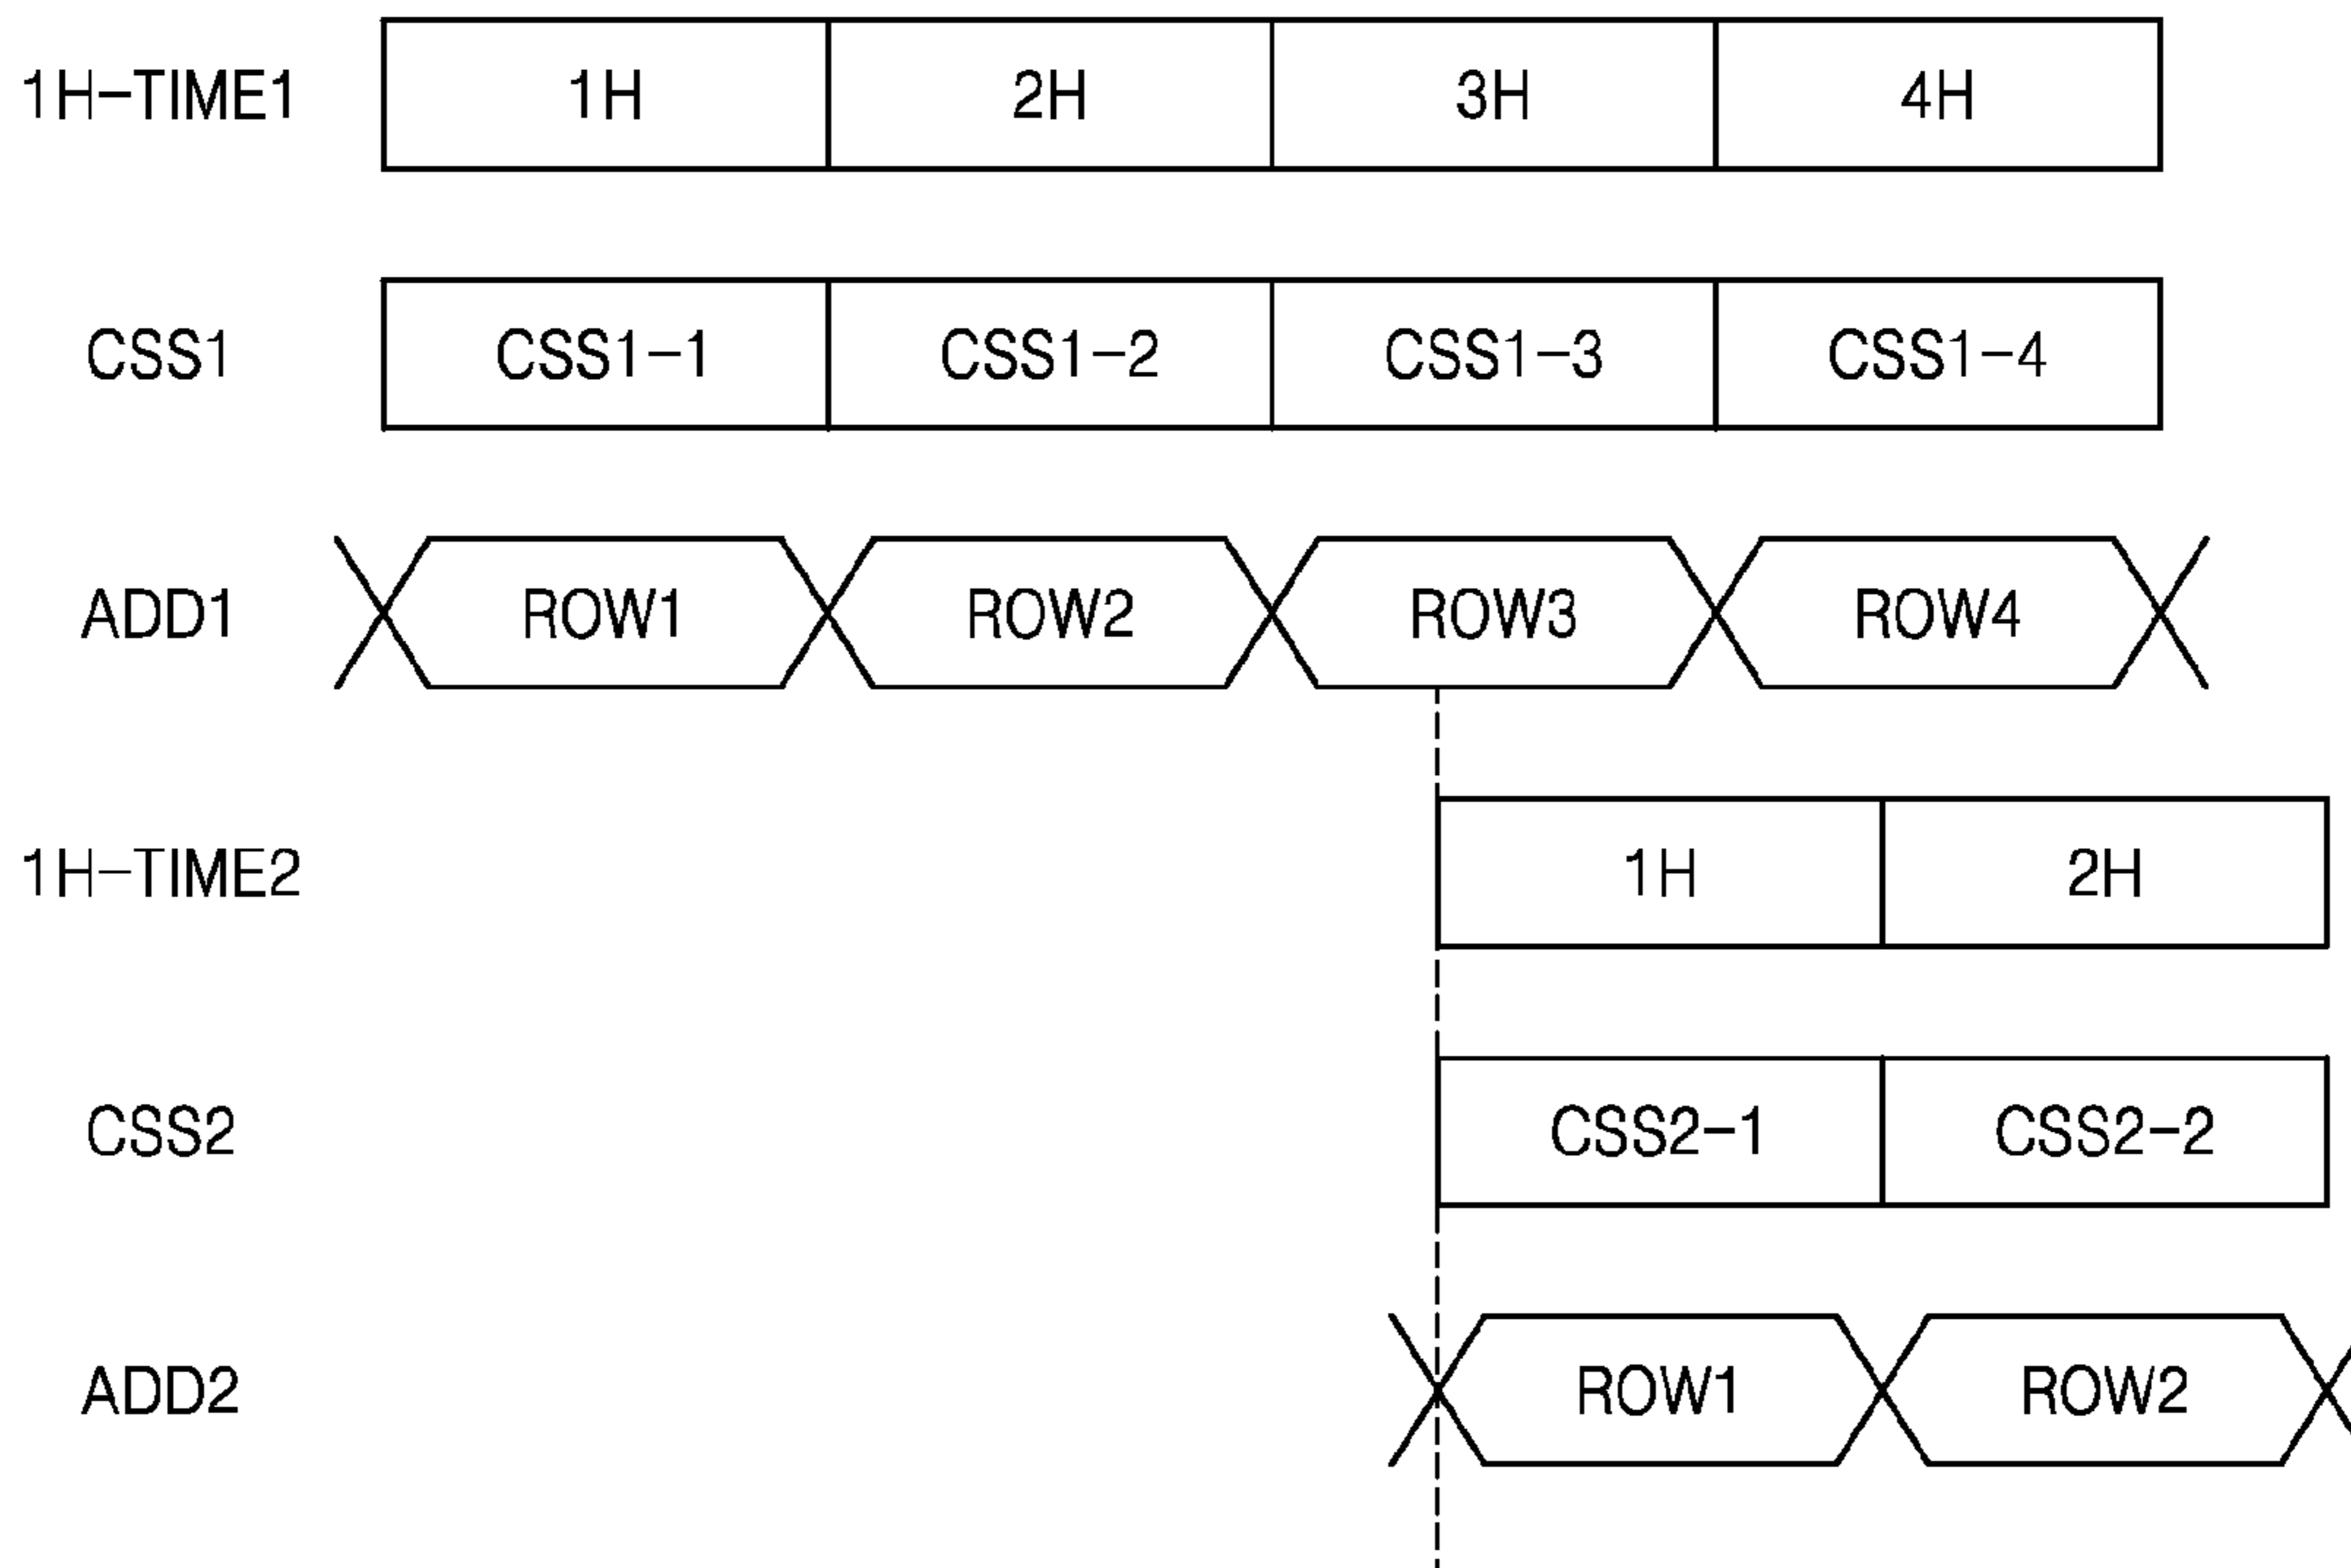 1H-TIME1 1H 2H 3H 4H
CSS1 CSS1-1 CSS1-2 CSS1-3 CSS1-4
ADD1 ROW1 ROW2 ROW3 ROW4
1H-TIME2 1H 2H
CSS2 CSS2-1 CSS2-2
ADD2 ROW1 ROW2